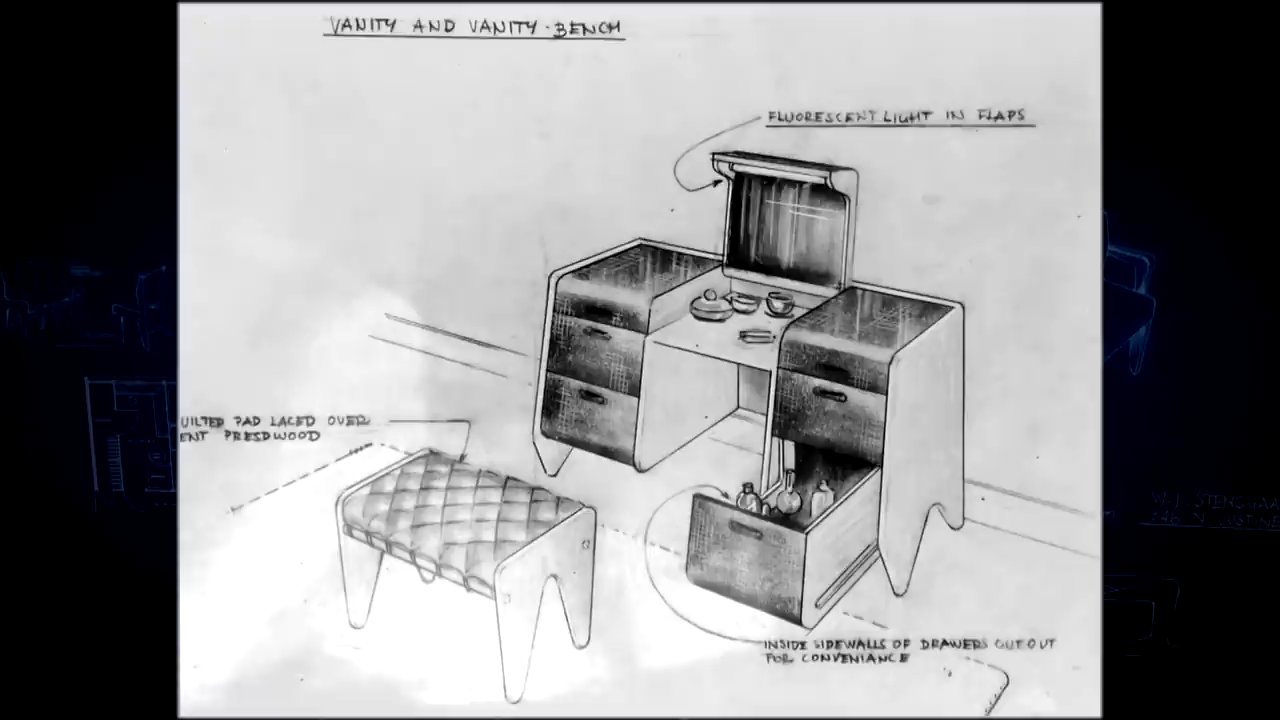 VANITY AND VANITY-BENCH
FLUORESCENT LIGHT IN FLAPS
UILTED PAD LACED OVER
ENT PRESDWOOD
INSIDE SIDEWALLS OF DRAWERS CUT OUT
FOR CONVENIANCE